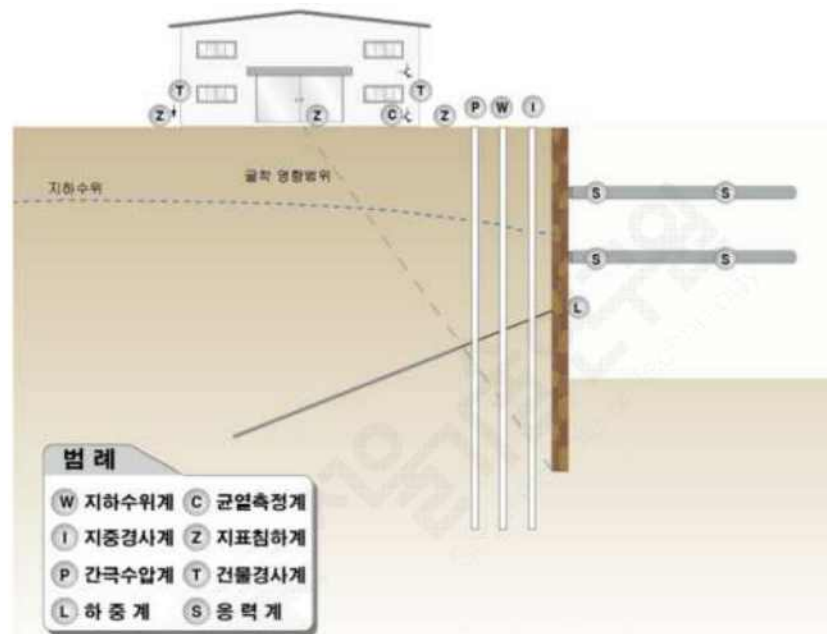 T
T
Z
Z
C
Z
P W I
지하수위
굴착 영향범위
S S
S S
L
범 례
W 지하수위계 C 균열측정계
I 지중경사계 Z 지표침하계
P 간극수압계 T 건물경사계
L 하 중 계 S 응 력 계